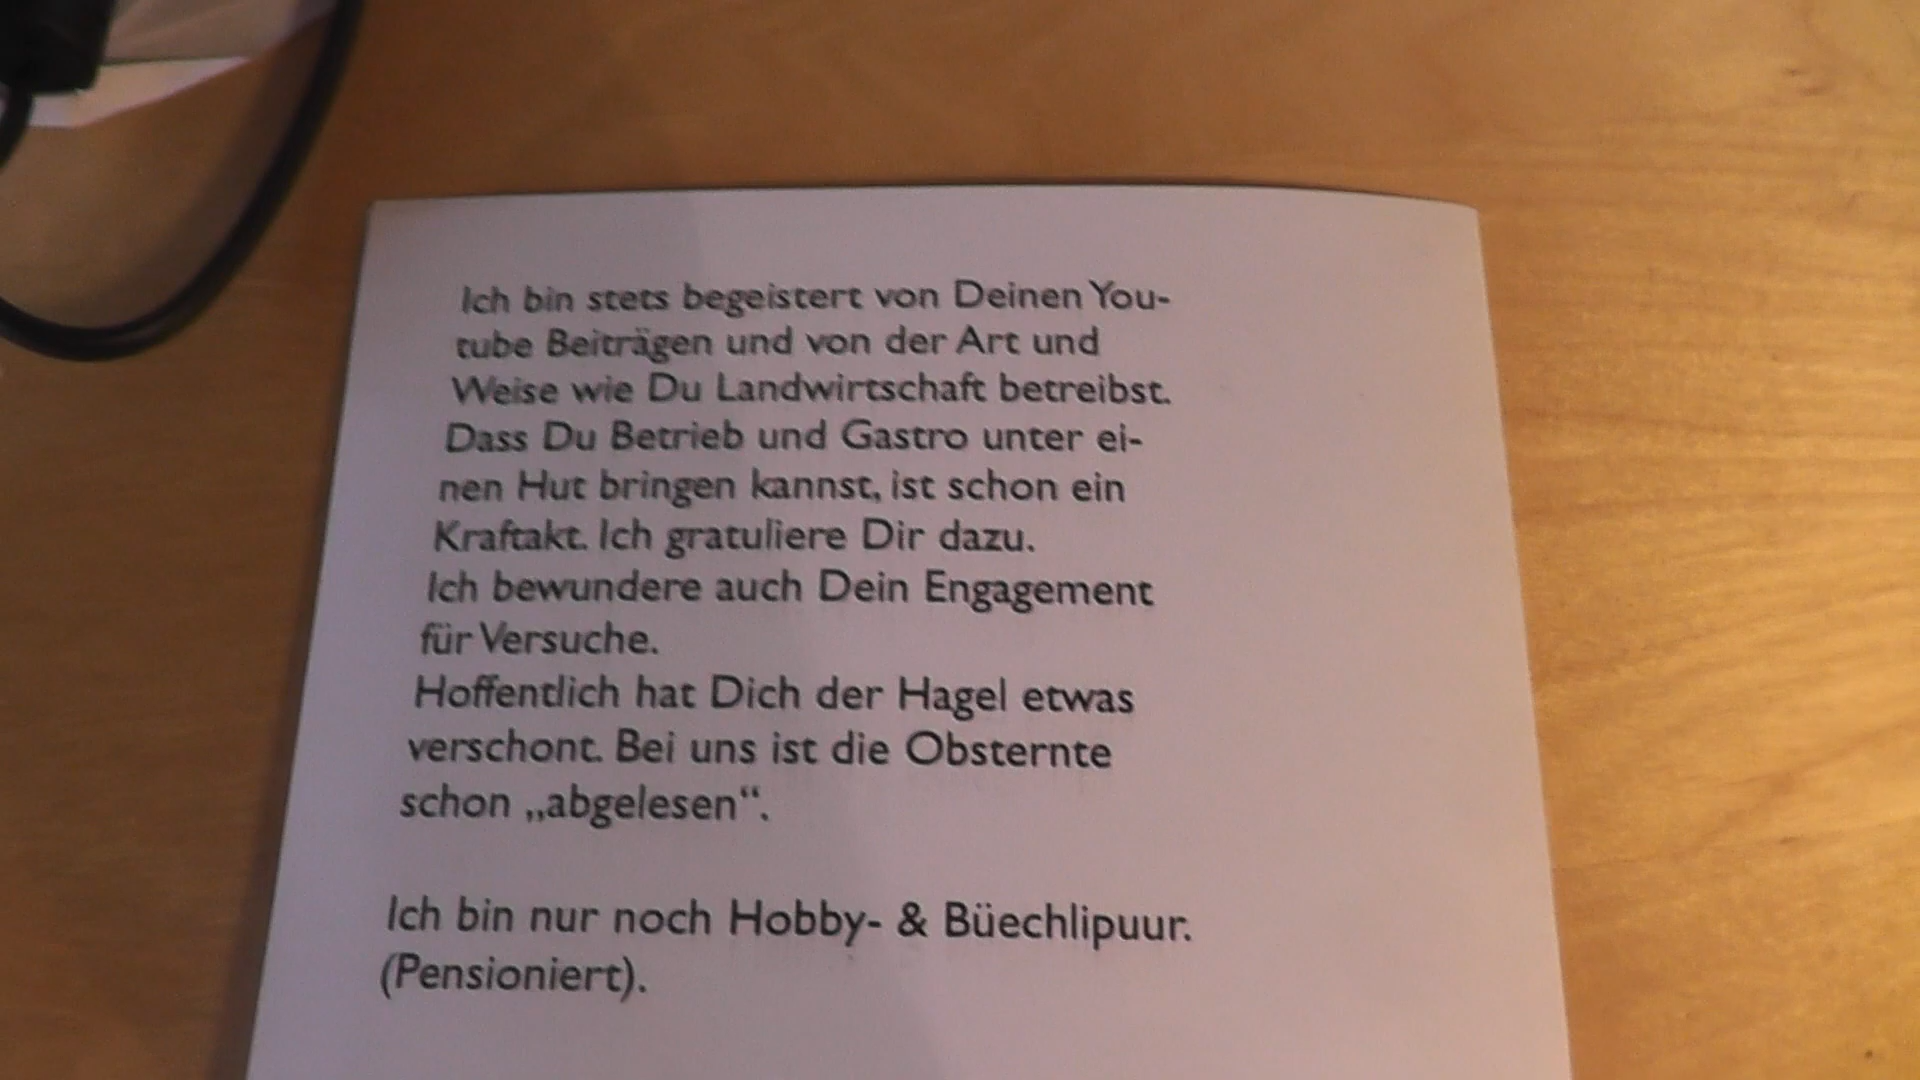 Ich bin stets begeistert von Deinen You-
tube Beiträgen und von der Art und
Weise wie Du Landwirtschaft betreibst.
Dass Du Betrieb und Gastro unter ei-
nen Hut bringen kannst, ist schon ein
Kraftakt. Ich gratuliere Dir dazu.
Ich bewundere auch Dein Engagement
für Versuche.
Hoffentlich hat Dich der Hagel etwas
verschont. Bei uns ist die Obsternte
schon „abgelesen“.
Ich bin nur noch Hobby- & Büechlipuur.
(Pensioniert).